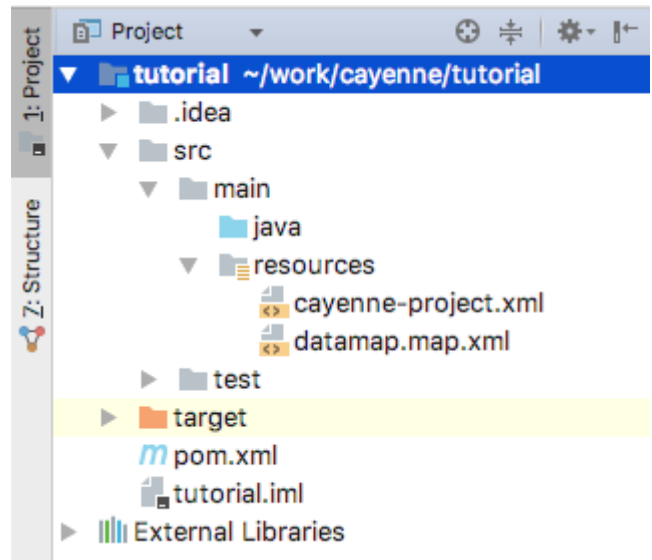 Project
1: Project
tutorial ~/work/cayenne/tutorial
.idea
src
main
java
resources
cayenne-project.xml
datamap.map.xml
test
target
m pom.xml
tutorial.iml
External Libraries
Z: Structure